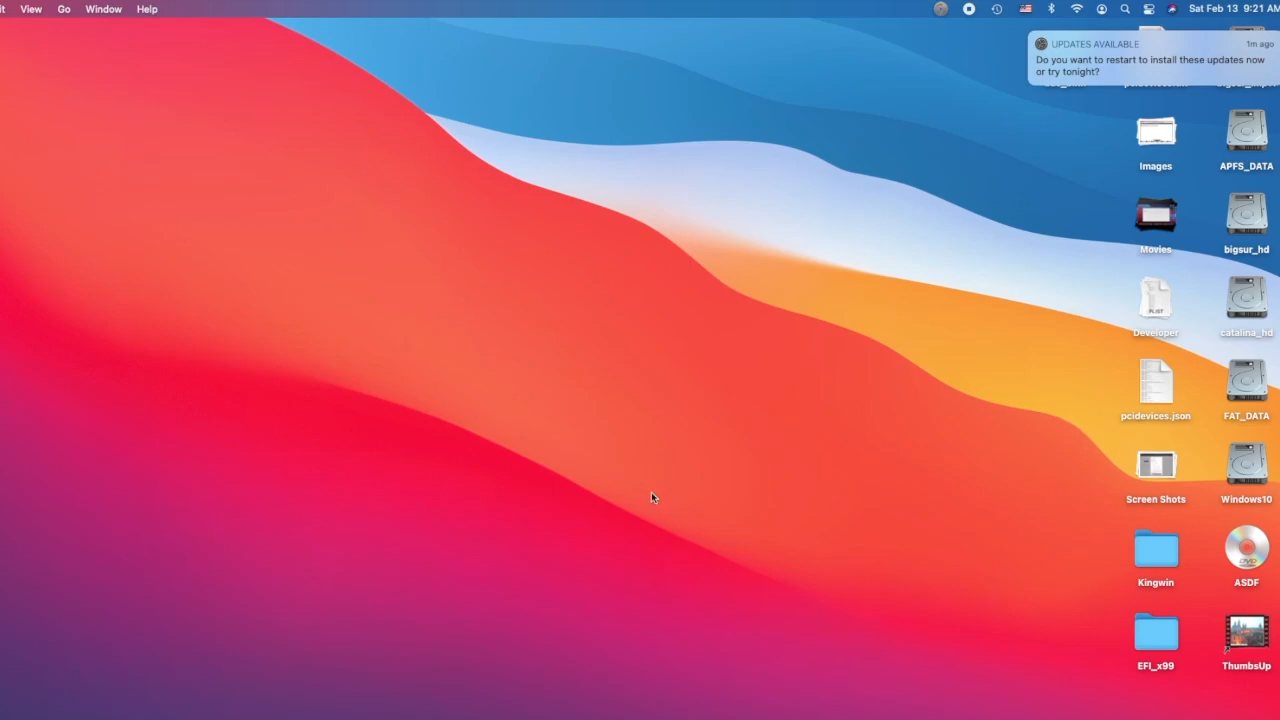 View Go Window Help
Sat Feb 13 9:21 AM
UPDATES AVAILABLE 1m ago
Do you want to restart to install these updates now
or try tonight?
Images APFS_DATA
Movies bigsur_hd
PLIST
Developer catalina_hd
pcidevices.json FAT_DATA
Screen Shots Windows10
DVD
Kingwin ASDF
EFI_x99 ThumbsUp